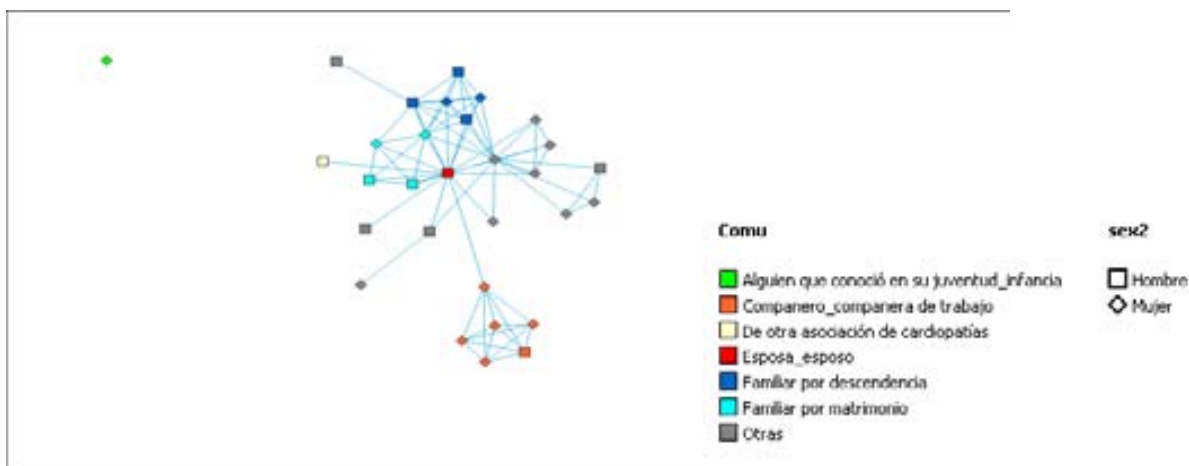 Comu
Alguien que conoció en su juventud_infancia
Companero_companera de trabajo
De otra asociación de cardiopatías
Esposa_esposo
Familiar por descendencia
Familiar por matrimonio
Otras
sex2
Hombre
Mujer